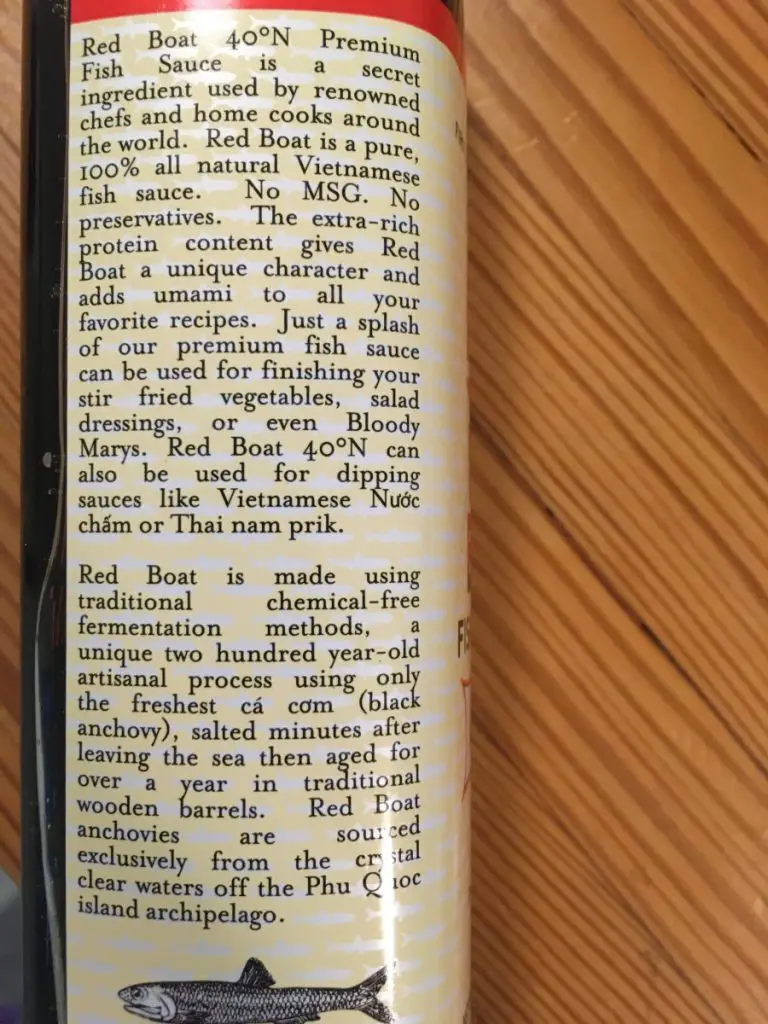 Red Boat 40°N Premium
Fish Sauce is a secret
ingredient used by renowned
chefs and home cooks around
the world. Red Boat is a pure,
100% all natural Vietnamese
fish sauce. No MSG. No
preservatives. The extra-rich
protein content gives Red
Boat a unique character and
adds umami to all your
favorite recipes. Just a splash
of our premium fish sauce
can be used for finishing your
stir fried vegetables, salad
dressings, or even Bloody
Marys. Red Boat 40°N can
also be used for dipping
sauces like Vietnamese Nước
chấm or Thai nam prik.
Red Boat is made using
traditional chemical-free
fermentation methods, a
unique two hundred year-old
artisanal process using only
the freshest cá cơm (black
anchovy), salted minutes after
leaving the sea then aged for
over a year in traditional
wooden barrels. Red Boat
anchovies are sourced
exclusively from the crystal
clear waters off the Phu Quoc
island archipelago.